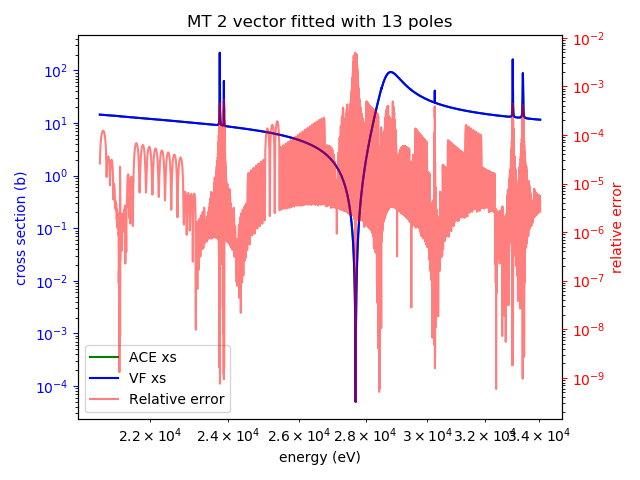 MT 2 vector fitted with 13 poles
cross section (b)
10²
10¹
10⁰
10⁻¹
10⁻²
10⁻³
10⁻⁴
10⁻²
10⁻³
10⁻⁴
10⁻⁵
10⁻⁶
10⁻⁷
10⁻⁸
10⁻⁹
relative error
ACE xs
VF xs
Relative error
2.2 × 10⁴ 2.4 × 10⁴ 2.6 × 10⁴ 2.8 × 10⁴ 3 × 10⁴ 3.2 × 10⁴ 3.4 × 10⁴
energy (eV)